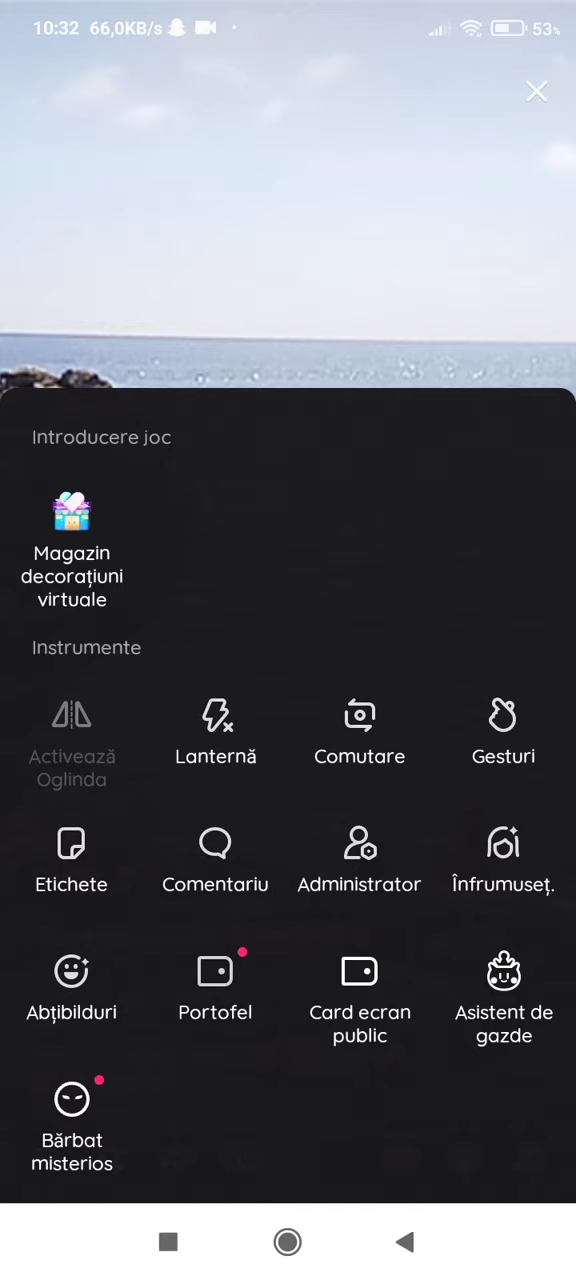 10:32 66,0KB/s 53%
Introducere joc
Magazin
decorațiuni
virtuale
Instrumente
Activează
Oglinda
Lanternă
Comutare
Gesturi
Etichete
Comentariu
Administrator
Înfrumuseț.
Abțibilduri
Portofel
Card ecran
public
Asistent de
gazde
Bărbat
misterios